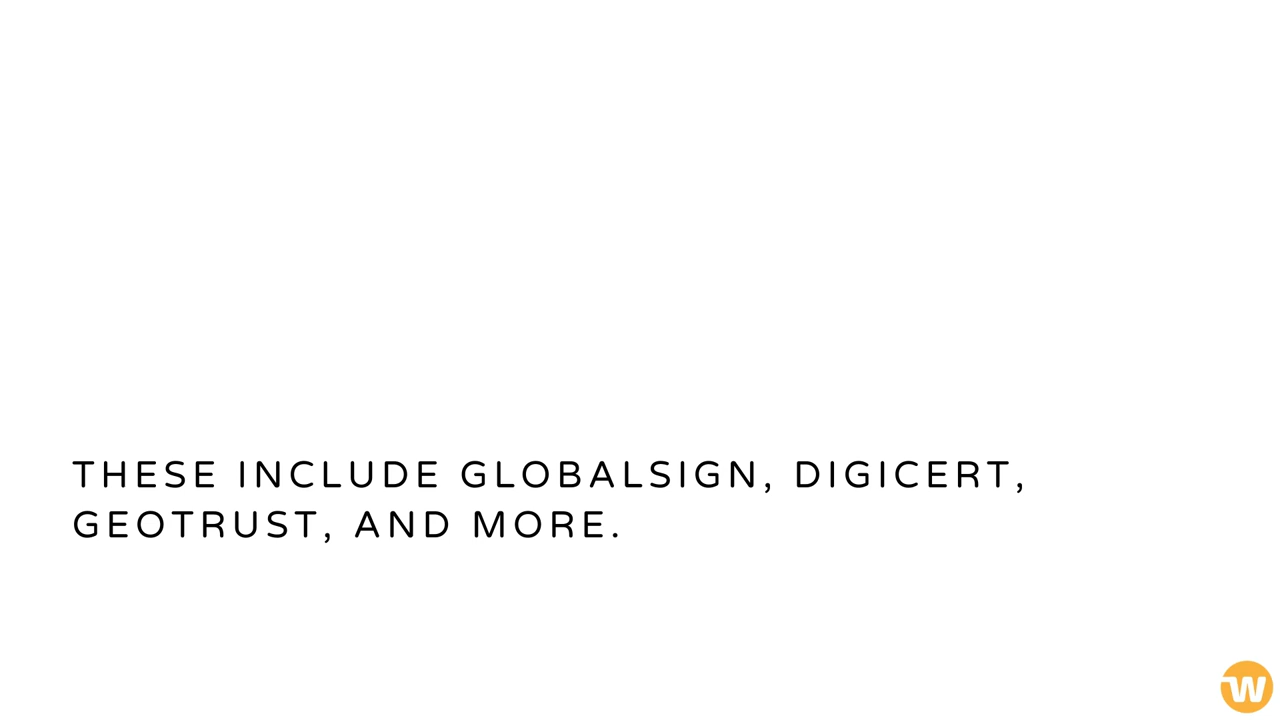 THESE INCLUDE GLOBALSIGN, DIGICERT,
GEOTRUST, AND MORE.
W